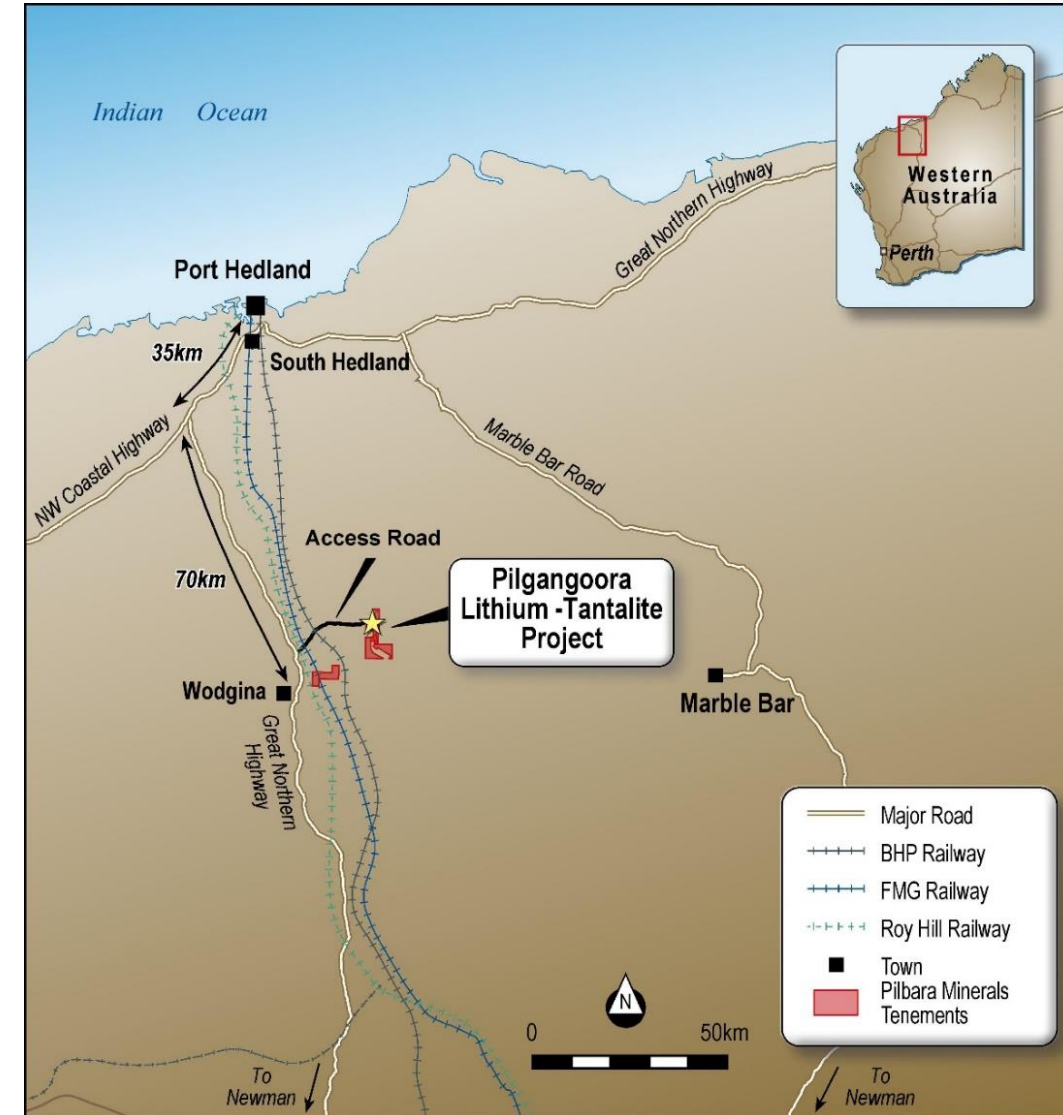 Indian Ocean
Western
Australia
Perth
Great Northern Highway
Port Hedland
35km
South Hedland
NW Coastal Highway
Marble Bar Road
Access Road
70km
Pilgangoora
Lithium -Tantalite
Project
Wodgina
Marble Bar
Great Northern
Highway
Major Road
BHP Railway
FMG Railway
Roy Hill Railway
Town
Pilbara Minerals
Tenements
N
0 50km
To
Newman
To
Newman